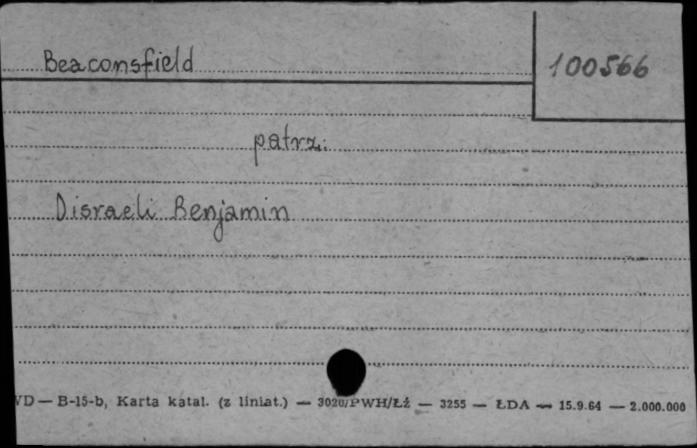 Beaconsfield
100566
patrz:
Disraeli Benjamin
VD — B-15-b, Karta katal. (z liniat.) — 3020/PWH/Łź — 3255 — ŁDA — 15.9.64 — 2.000.000